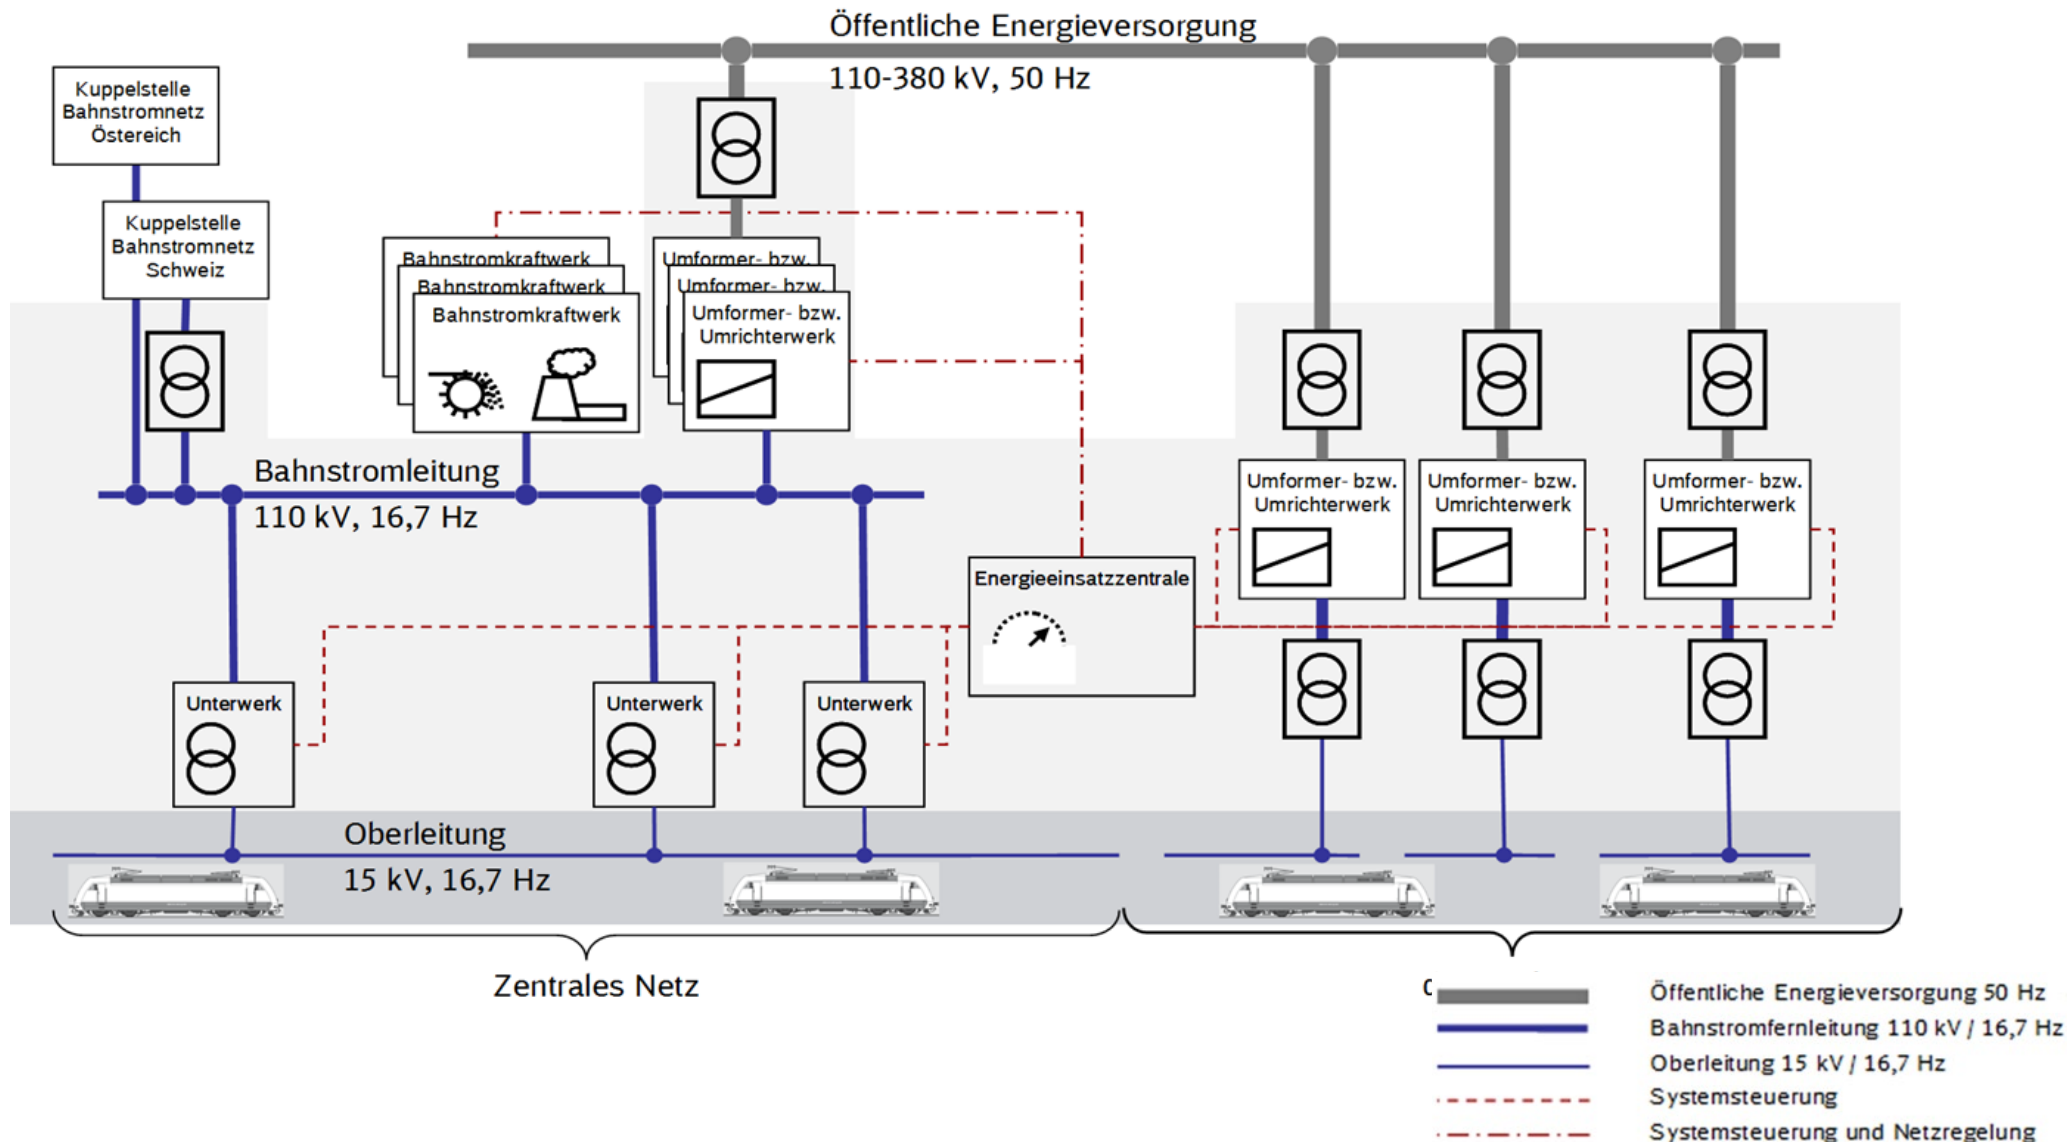 Öffentliche Energieversorgung
110-380 kV, 50 Hz
Kuppelstelle
Bahnstromnetz
Östereich
Kuppelstelle
Bahnstromnetz
Schweiz
Bahnstromkraftwerk
Bahnstromkraftwerk
Bahnstromkraftwerk
Umformer- bzw.
Umformer- bzw.
Umformer- bzw.
Umrichterwerk
Bahnstromleitung
110 kV, 16,7 Hz
Umformer- bzw.
Umrichterwerk
Umformer- bzw.
Umrichterwerk
Umformer- bzw.
Umrichterwerk
Energieeinsatzzentrale
Unterwerk
Unterwerk
Unterwerk
Oberleitung
15 kV, 16,7 Hz
Zentrales Netz
Öffentliche Energieversorgung 50 Hz
Bahnstromfernleitung 110 kV / 16,7 Hz
Oberleitung 15 kV / 16,7 Hz
Systemsteuerung
Systemsteuerung und Netzregelung